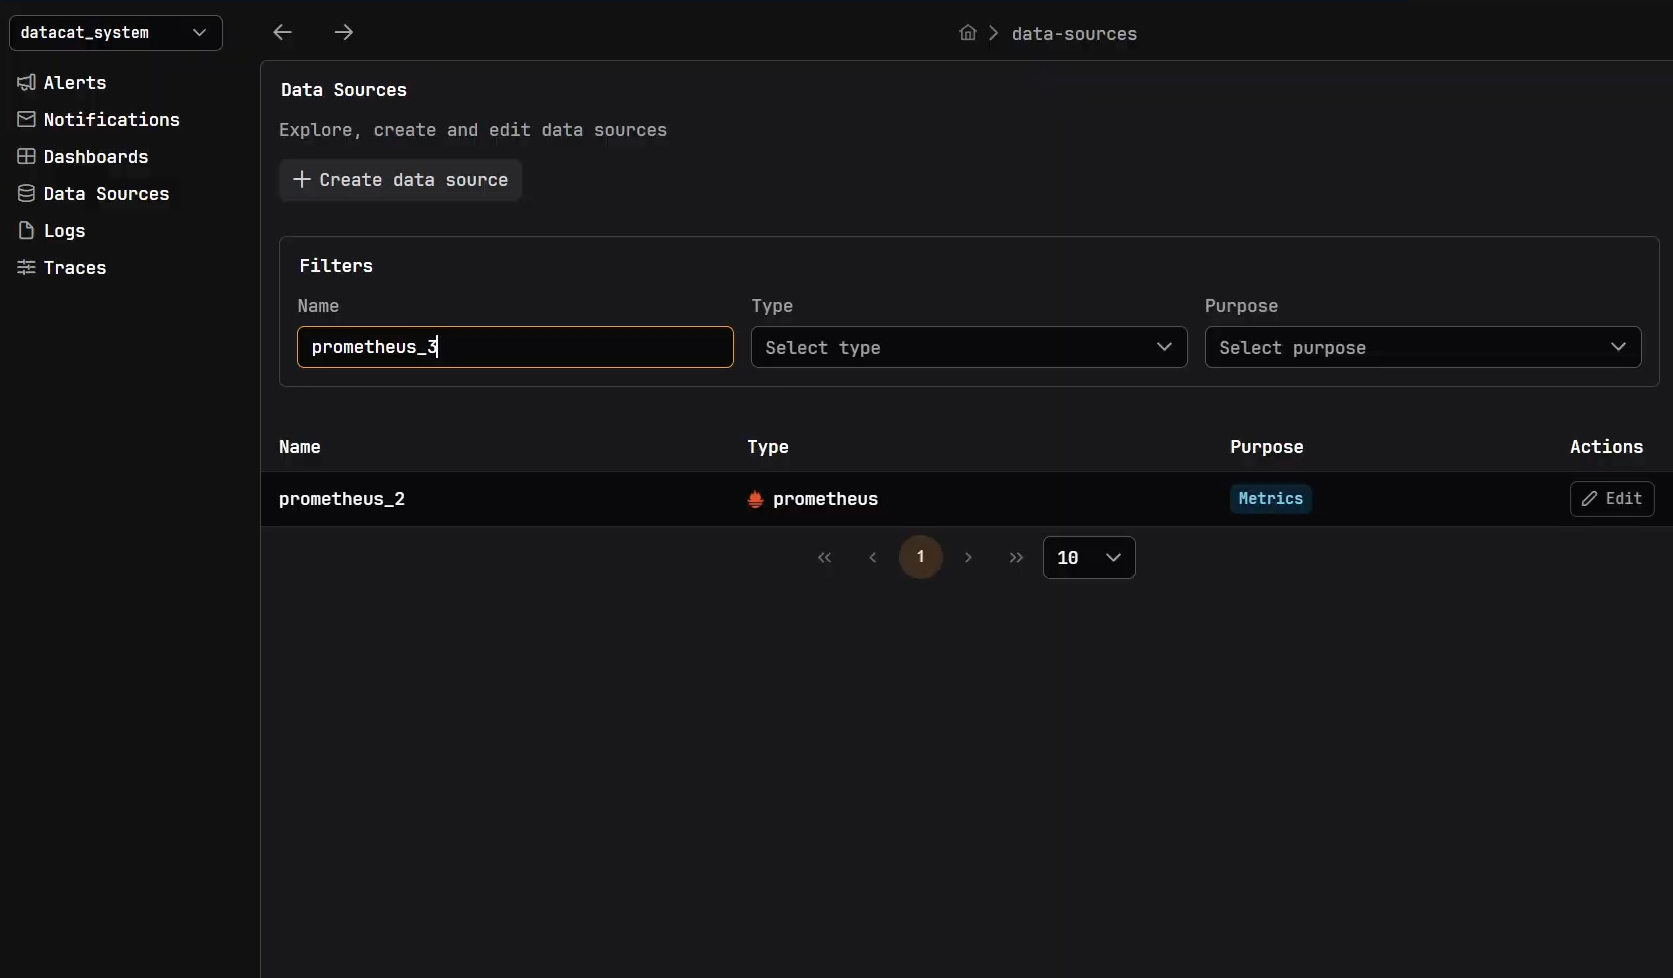 datacat_system
data-sources
Alerts
Notifications
Dashboards
Data Sources
Logs
Traces
Data Sources
Explore, create and edit data sources
Create data source
Filters
Name Type Purpose
prometheus_3 Select type Select purpose
Name Type Purpose Actions
prometheus_2 prometheus Metrics Edit
1 10